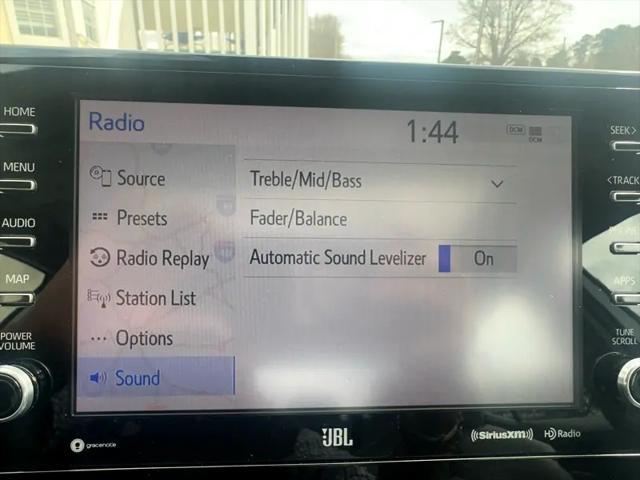 HOME
MENU
AUDIO
MAP
POWER
VOLUME
Radio
1:44
DCM
DCM
Source
Presets
Radio Replay
Station List
Options
Sound
Treble/Mid/Bass
Fader/Balance
Automatic Sound Levelizer On
SEEK>
<TRACK
APPS
TUNE
SCROLL
gracenote
JBL
((SiriusXM))
HD Radio